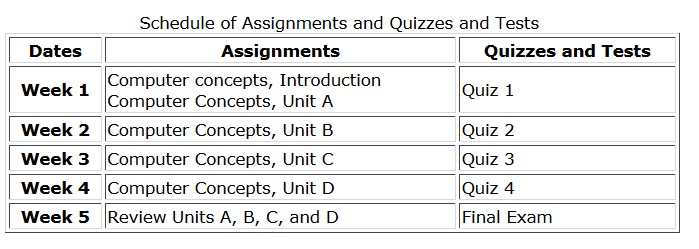 Schedule of Assignments and Quizzes and Tests
Dates Assignments Quizzes and Tests
Week 1 Computer concepts, Introduction
Computer Concepts, Unit A Quiz 1
Week 2 Computer Concepts, Unit B Quiz 2
Week 3 Computer Concepts, Unit C Quiz 3
Week 4 Computer Concepts, Unit D Quiz 4
Week 5 Review Units A, B, C, and D Final Exam